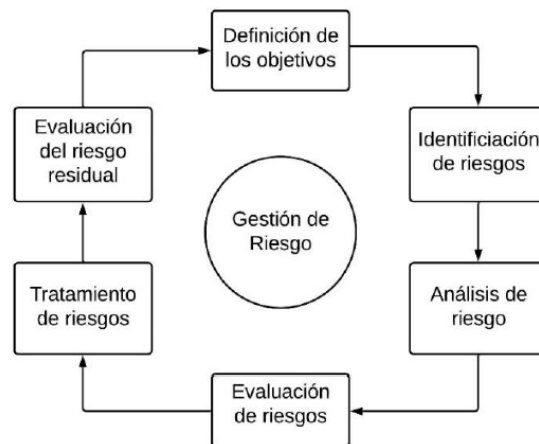 Definición de
los objetivos
Identificiación
de riesgos
Análisis de
riesgo
Evaluación
de riesgos
Tratamiento
de riesgos
Evaluación
del riesgo
residual
Gestión de
Riesgo